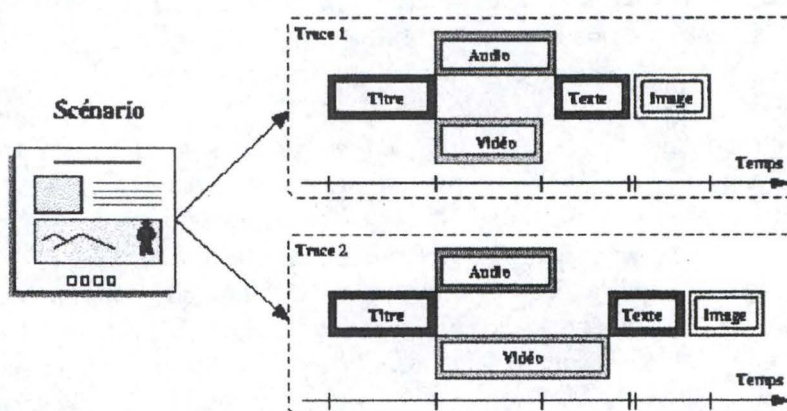 Scénario
Trace 1
Audio
Titre
Texte
Image
Vidéo
Temps
Trace 2
Audio
Titre
Texte
Image
Vidéo
Temps